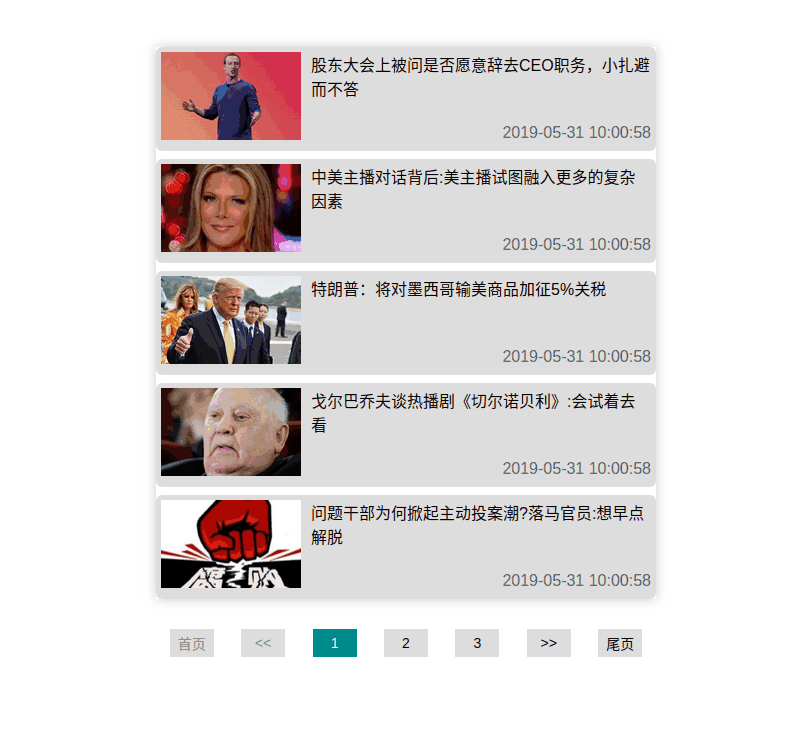 股东大会上被问是否愿意辞去CEO职务，小扎避
而不答
2019-05-31 10:00:58
中美主播对话背后:美主播试图融入更多的复杂
因素
2019-05-31 10:00:58
特朗普：将对墨西哥输美商品加征5%关税
2019-05-31 10:00:58
戈尔巴乔夫谈热播剧《切尔诺贝利》:会试着去
看
2019-05-31 10:00:58
问题干部为何掀起主动投案潮?落马官员:想早点
解脱
2019-05-31 10:00:58
首页 << 1 2 3 >> 尾页